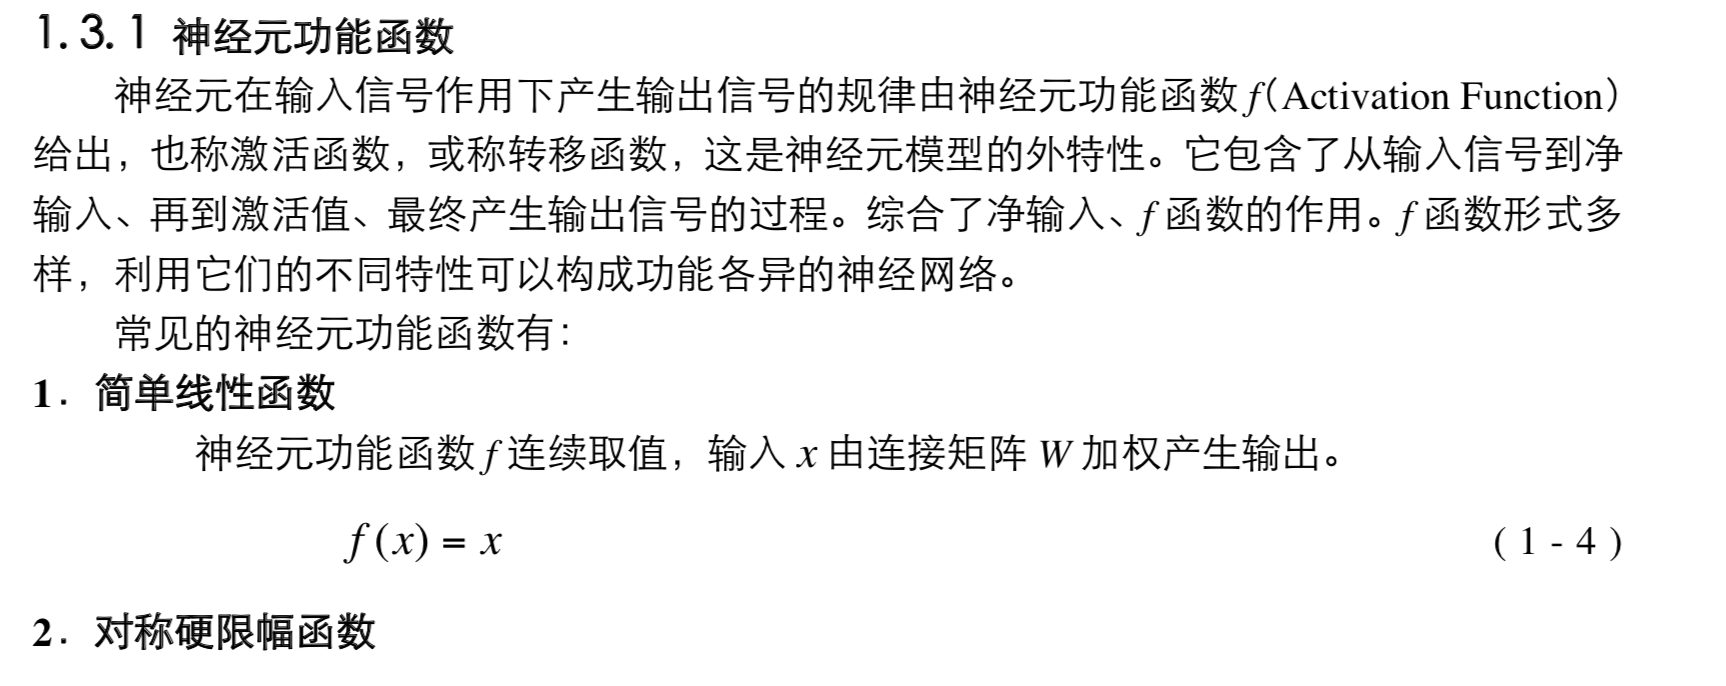 1.3.1 神经元功能函数
神经元在输入信号作用下产生输出信号的规律由神经元功能函数 f(Activation Function)
给出，也称激活函数，或称转移函数，这是神经元模型的外特性。它包含了从输入信号到净
输入、再到激活值、最终产生输出信号的过程。综合了净输入、f 函数的作用。f 函数形式多
样，利用它们的不同特性可以构成功能各异的神经网络。
常见的神经元功能函数有：
1．简单线性函数
神经元功能函数 f 连续取值，输入 x 由连接矩阵 W 加权产生输出。
f (x) = x (1-4)
2．对称硬限幅函数